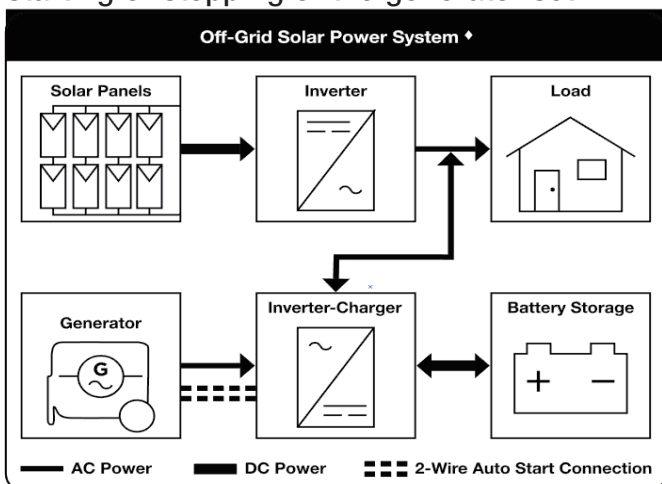 Off-Grid Solar Power System ♦
Solar Panels
Inverter
Load
Generator
G
Inverter-Charger
Battery Storage
+ −
AC Power
DC Power
2-Wire Auto Start Connection